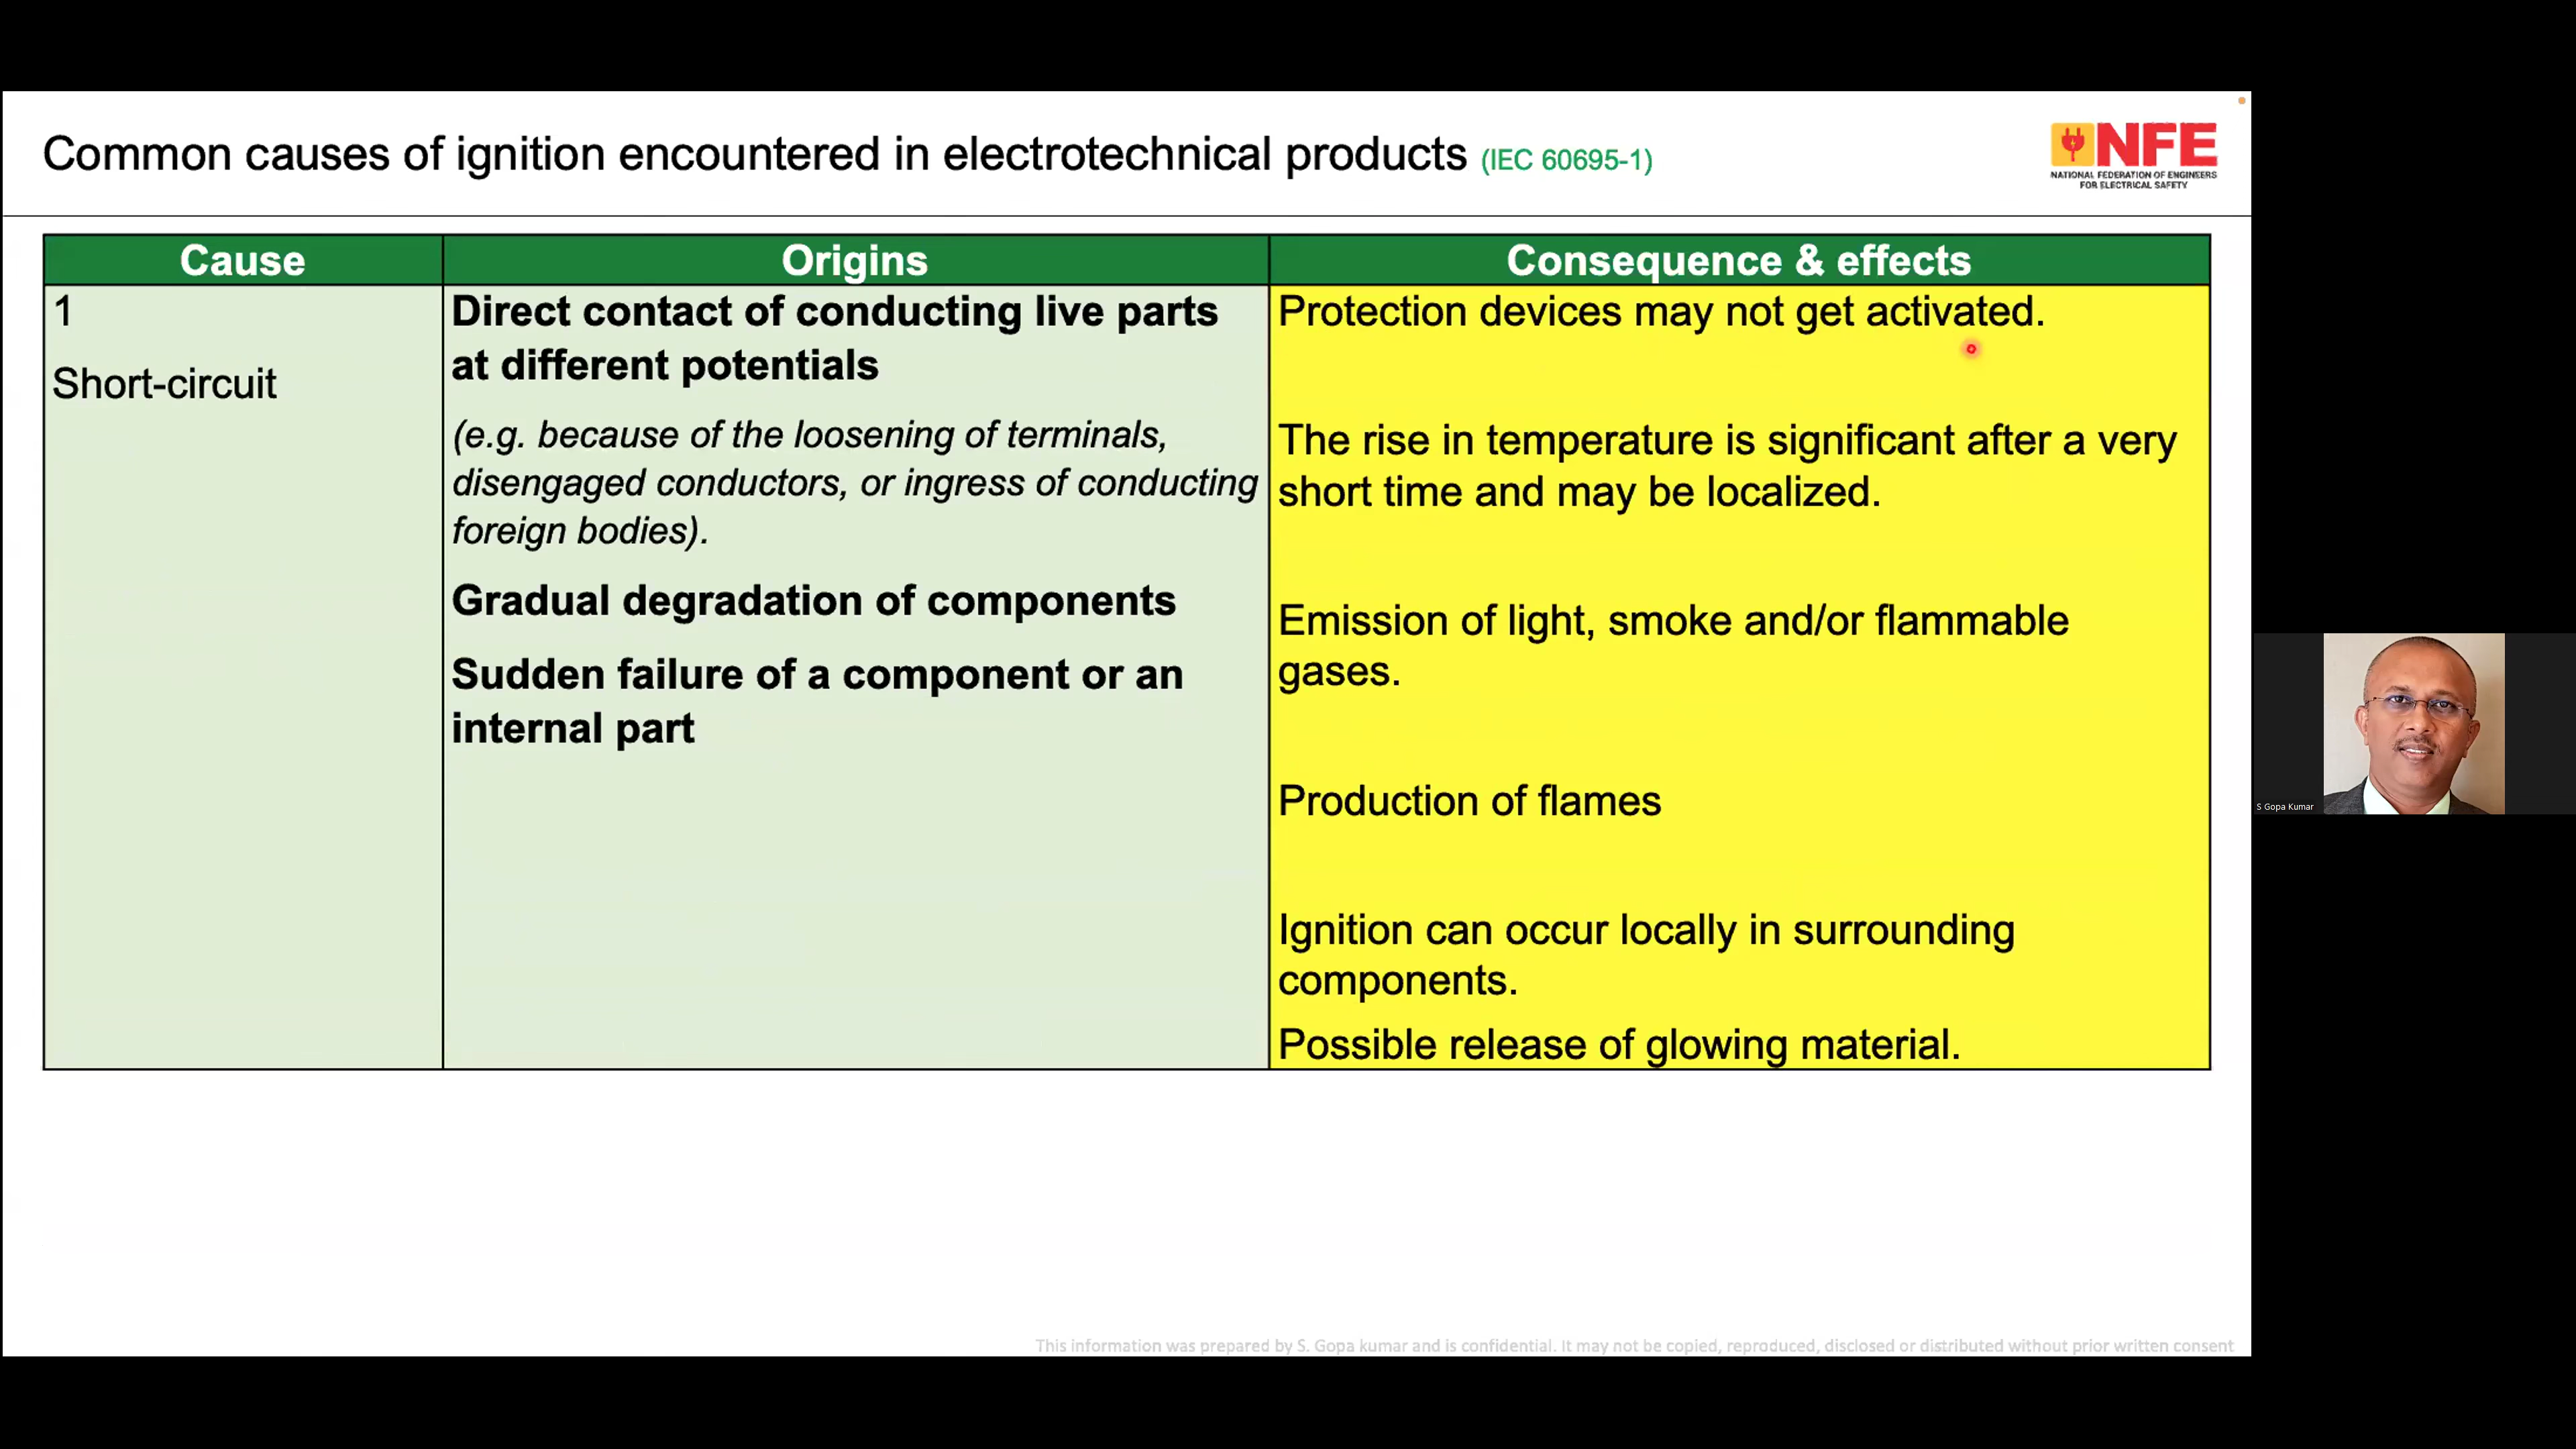 Common causes of ignition encountered in electrotechnical products (IEC 60695-1)
NFE
NATIONAL FEDERATION OF ENGINEERS
FOR ELECTRICAL SAFETY
Cause
Origins
Consequence & effects
1
Short-circuit
Direct contact of conducting live parts
at different potentials
(e.g. because of the loosening of terminals,
disengaged conductors, or ingress of conducting
foreign bodies).
Gradual degradation of components
Sudden failure of a component or an
internal part
Protection devices may not get activated.
The rise in temperature is significant after a very
short time and may be localized.
Emission of light, smoke and/or flammable
gases.
Production of flames
Ignition can occur locally in surrounding
components.
Possible release of glowing material.
S Gopa Kumar
This information was prepared by S. Gopa kumar and is confidential. It may not be copied, reproduced, disclosed or distributed without prior written consent